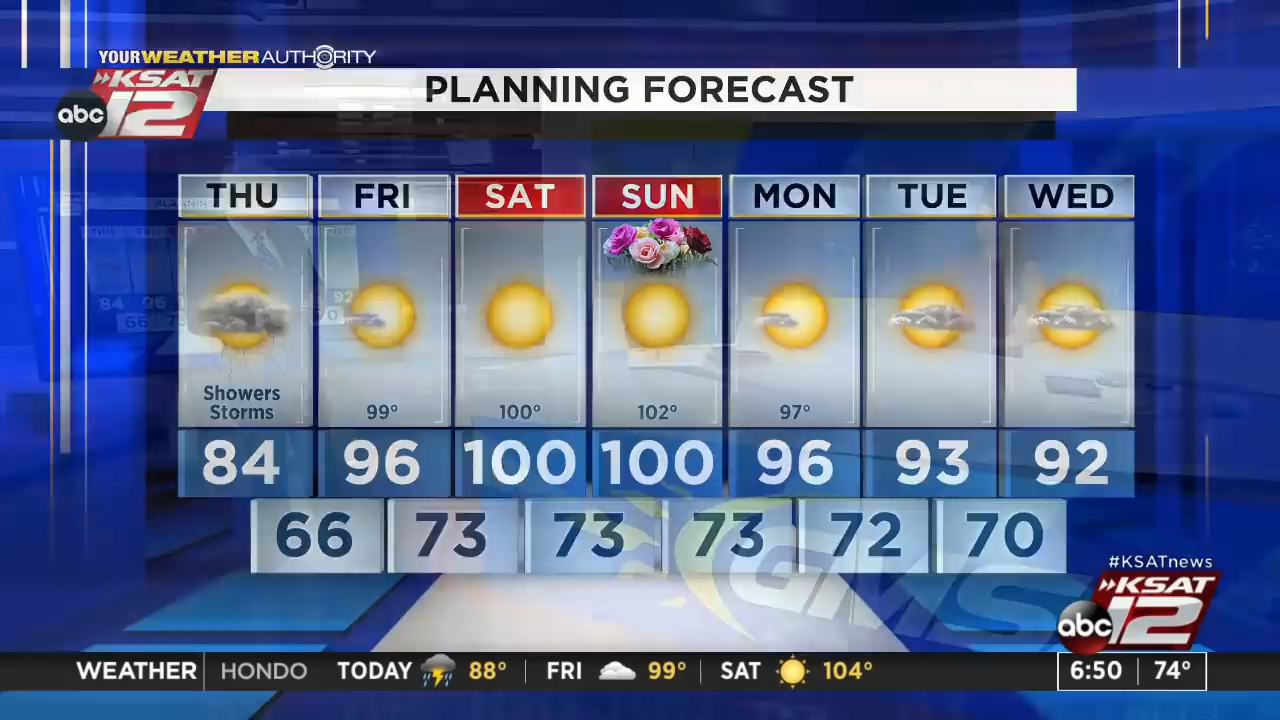 YOURWEATHERAUTHORITY
KSAT
abc 12
PLANNING FORECAST
THU FRI SAT SUN MON TUE WED
Showers
Storms 99° 100° 102° 97°
84 96 100 100 96 93 92
66 73 73 73 72 70
GMS
#KSATnews
KSAT
abc 12
WEATHER HONDO TODAY 88° FRI 99° SAT 104° 6:50 74°